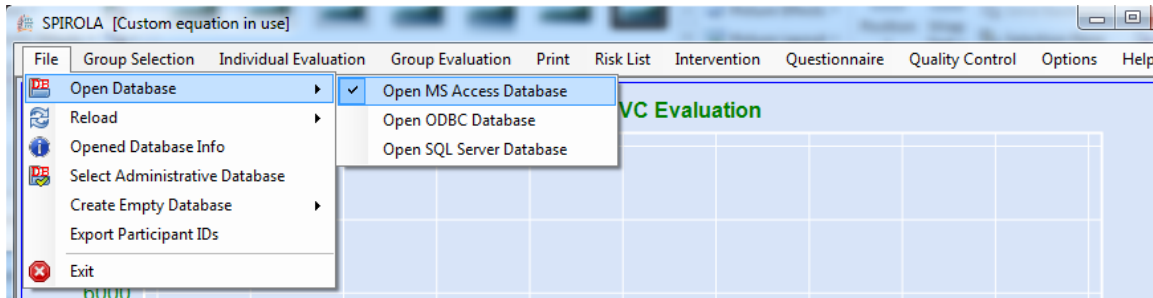 SPIROLA [Custom equation in use]
File Group Selection Individual Evaluation Group Evaluation Print Risk List Intervention Questionnaire Quality Control Options Help
Open Database
Reload
Opened Database Info
Select Administrative Database
Create Empty Database
Export Participant IDs
Exit
Open MS Access Database
Open ODBC Database
Open SQL Server Database
VC Evaluation
6000